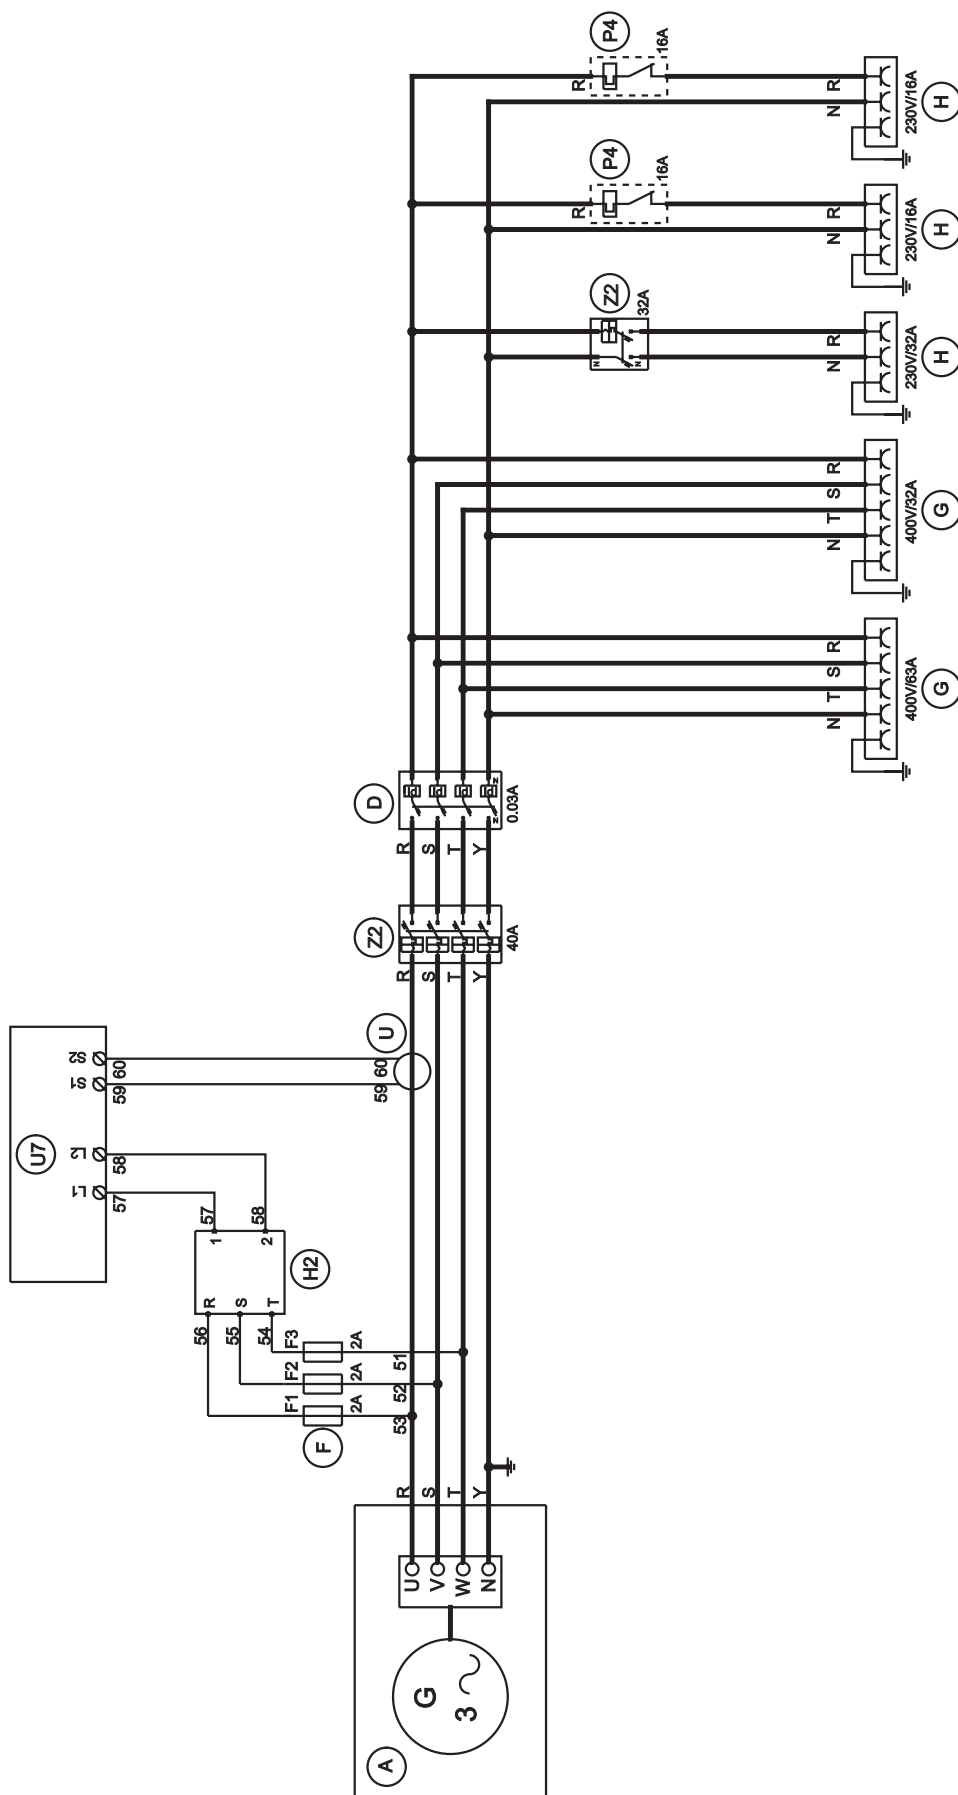 A
G
3
U
V
W
N
R
S
T
Y
F
F1
F2
F3
2A
2A
2A
53
52
51
56
55
54
R
S
T
H2
1
2
57
58
U7
L1
L2
S1
S2
57
58
59
60
59
60
U
R
S
T
Y
Z2
40A
R
S
T
Y
D
N
N
0.03A
N
T
S
R
400V/63A
G
N
T
S
R
400V/32A
G
Z2
32A
N
N
N
R
230V/32A
H
P4
16A
R
N
R
230V/16A
H
P4
16A
R
N
R
230V/16A
H